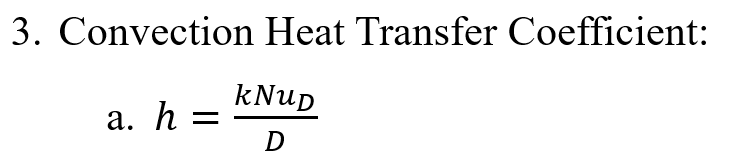 3. Convection Heat Transfer Coefficient:
a. h = kNu_D / D